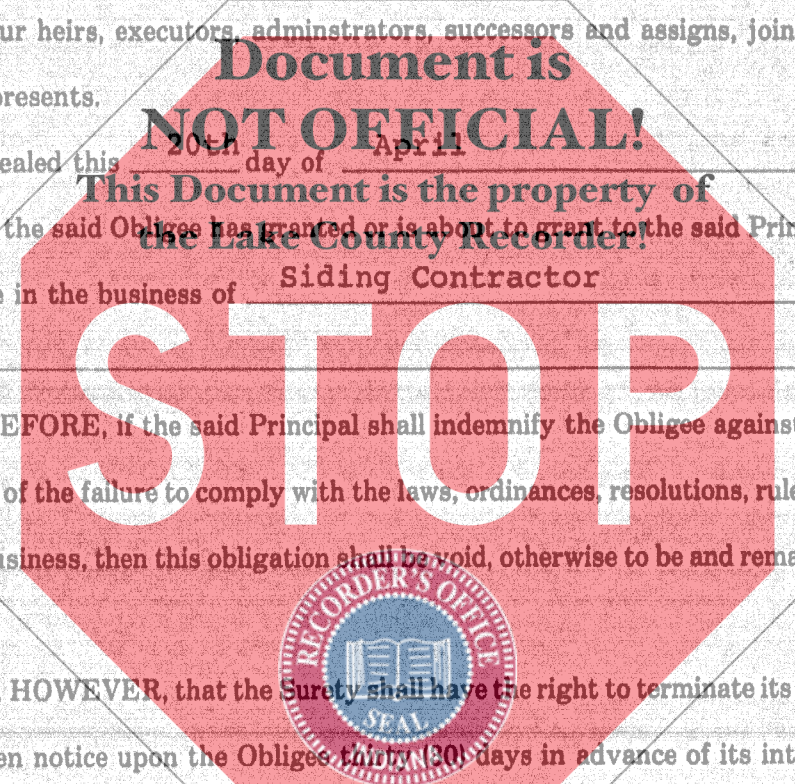 ur heirs, executors, adminstrators, successors and assigns, join
Document is
presents.
NOT OFFICIAL!
ealed this 20th day of April
This Document is the property of
the said Obligee has granted or is about to grant to the said Prin
the Lake County Recorder!
e in the business of Siding Contractor
STOP
EFORE, if the said Principal shall indemnify the Obligee against
of the failure to comply with the laws, ordinances, resolutions, rule
usiness, then this obligation shall be void, otherwise to be and rema
RECORDER'S OFFICE
HOWEVER, that the Surety shall have the right to terminate its
SEAL
en notice upon the Obligee thirty (30) days in advance of its int